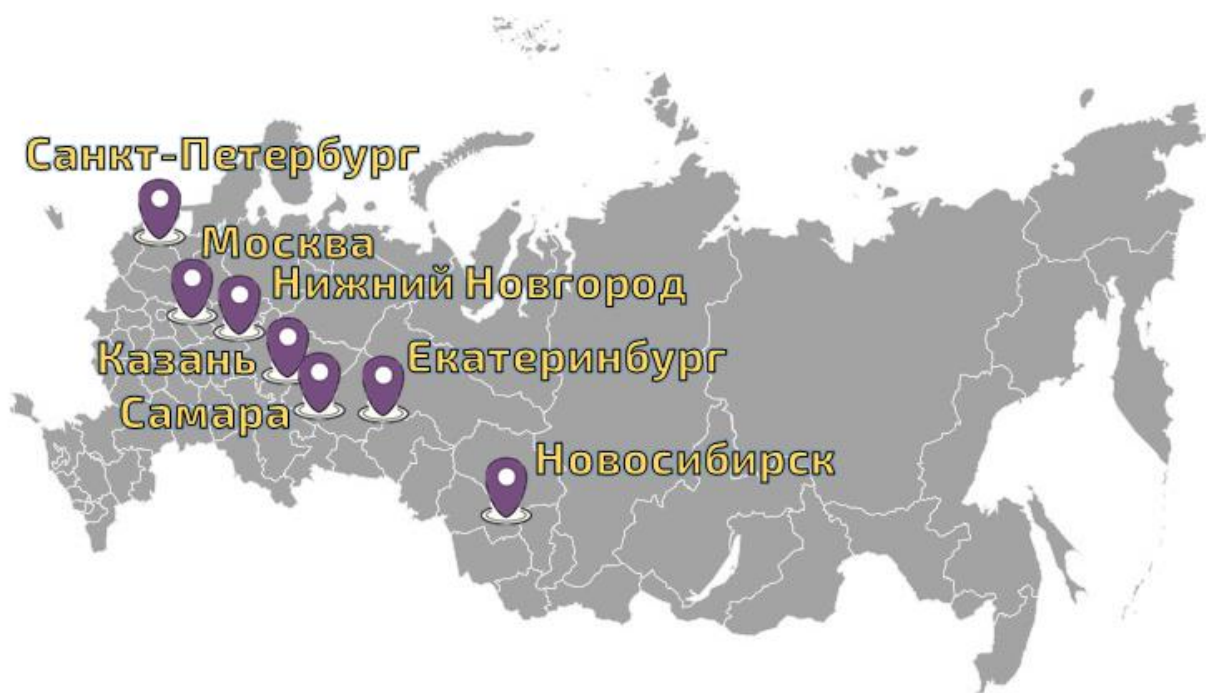 Санкт-Петербург
Москва
Нижний Новгород
Казань
Екатеринбург
Самара
Новосибирск